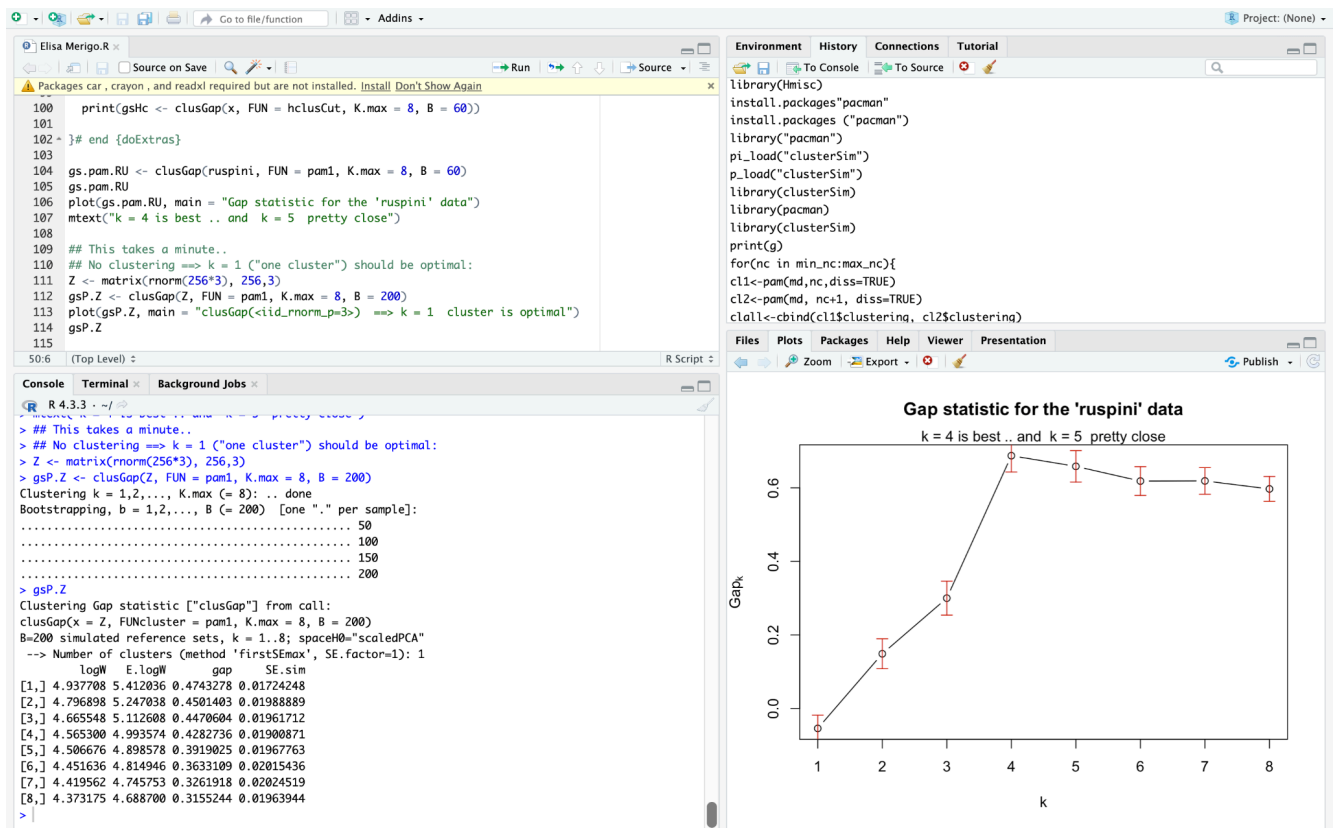 Go to file/function
Addins
Project: (None)
Elisa Merigo.R
Source on Save
Run
Source
Packages car , crayon , and readxl required but are not installed. Install Don't Show Again
100 print(gsHc <- clusGap(x, FUN = hclusCut, K.max = 8, B = 60))
101
102 }# end {doExtras}
103
104 gs.pam.RU <- clusGap(ruspini, FUN = pam1, K.max = 8, B = 60)
105 gs.pam.RU
106 plot(gs.pam.RU, main = "Gap statistic for the 'ruspini' data")
107 mtext("k = 4 is best .. and  k = 5  pretty close")
108
109 ## This takes a minute..
110 ## No clustering ==> k = 1 ("one cluster") should be optimal:
111 Z <- matrix(rnorm(256*3), 256,3)
112 gsP.Z <- clusGap(Z, FUN = pam1, K.max = 8, B = 200)
113 plot(gsP.Z, main = "clusGap(<iid_rnorm_p=3>)  ==> k = 1  cluster is optimal")
114 gsP.Z
115
50:6 (Top Level) R Script
Console Terminal Background Jobs
R 4.3.3 · ~/
> mtext("k = 4 is best .. and  k = 5  pretty close")
> ## This takes a minute..
> ## No clustering ==> k = 1 ("one cluster") should be optimal:
> Z <- matrix(rnorm(256*3), 256,3)
> gsP.Z <- clusGap(Z, FUN = pam1, K.max = 8, B = 200)
Clustering k = 1,2,..., K.max (= 8): .. done
Bootstrapping, b = 1,2,..., B (= 200)  [one "." per sample]:
.................................................. 50
.................................................. 100
.................................................. 150
.................................................. 200
> gsP.Z
Clustering Gap statistic ["clusGap"] from call:
clusGap(x = Z, FUNcluster = pam1, K.max = 8, B = 200)
B=200 simulated reference sets, k = 1..8; spaceH0="scaledPCA"
--> Number of clusters (method 'firstSEmax', SE.factor=1): 1
logW E.logW gap SE.sim
[1,] 4.937708 5.412036 0.4743278 0.01724248
[2,] 4.796898 5.247038 0.4501403 0.01988889
[3,] 4.665548 5.112608 0.4470604 0.01961712
[4,] 4.565300 4.993574 0.4282736 0.01900871
[5,] 4.506676 4.898578 0.3919025 0.01967763
[6,] 4.451636 4.814946 0.3633109 0.02015436
[7,] 4.419562 4.745753 0.3261918 0.02024519
[8,] 4.373175 4.688700 0.3155244 0.01963944
>
Environment History Connections Tutorial
To Console To Source
library(Hmisc)
install.packages"pacman"
install.packages ("pacman")
library("pacman")
pi_load("clusterSim")
p_load("clusterSim")
library(clusterSim)
library(pacman)
library(clusterSim)
print(g)
for(nc in min_nc:max_nc){
cl1<-pam(md,nc,diss=TRUE)
cl2<-pam(md, nc+1, diss=TRUE)
clall<-cbind(cl1$clustering, cl2$clustering)
Files Plots Packages Help Viewer Presentation
Zoom Export Publish
Gap statistic for the 'ruspini' data
k = 4 is best .. and  k = 5  pretty close
Gapk
0.6
0.4
0.2
0.0
1 2 3 4 5 6 7 8
k